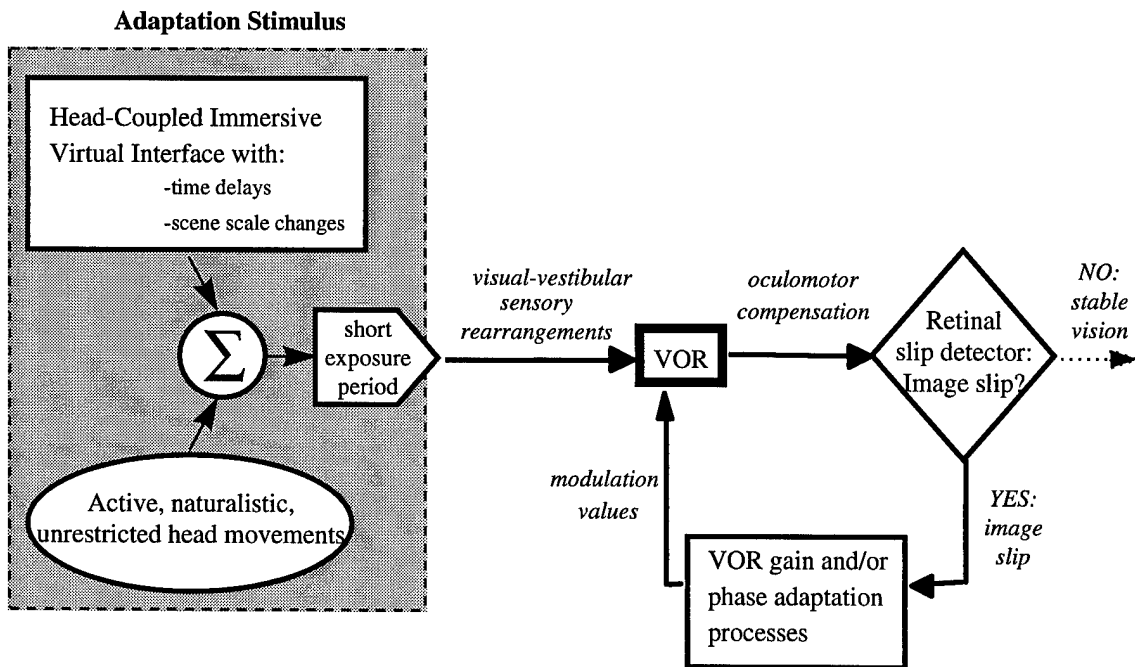 Adaptation Stimulus
Head-Coupled Immersive
Virtual Interface with:
-time delays
-scene scale changes
Σ
short
exposure
period
Active, naturalistic,
unrestricted head movements
visual-vestibular
sensory
rearrangements
VOR
oculomotor
compensation
Retinal
slip detector:
Image slip?
NO:
stable
vision
YES:
image
slip
VOR gain and/or
phase adaptation
processes
modulation
values